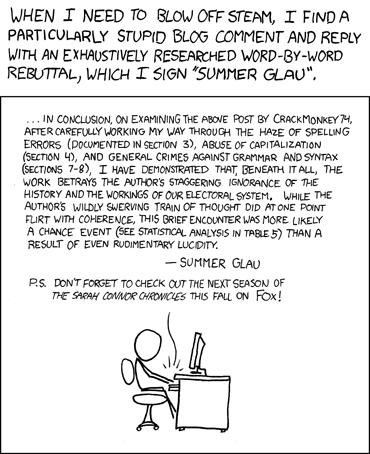 WHEN I NEED TO BLOW OFF STEAM, I FIND A
PARTICULARLY STUPID BLOG COMMENT AND REPLY
WITH AN EXHAUSTIVELY RESEARCHED WORD-BY-WORD
REBUTTAL, WHICH I SIGN "SUMMER GLAU".
... IN CONCLUSION, ON EXAMINING THE ABOVE POST BY CRACKMONKEY74,
AFTER CAREFULLY WORKING MY WAY THROUGH THE HAZE OF SPELLING
ERRORS (DOCUMENTED IN SECTION 3), ABUSE OF CAPITALIZATION
(SECTION 4), AND GENERAL CRIMES AGAINST GRAMMAR AND SYNTAX
(SECTIONS 7-8), I HAVE DEMONSTRATED THAT, BENEATH IT ALL, THE
WORK BETRAYS THE AUTHOR'S STAGGERING IGNORANCE OF THE
HISTORY AND THE WORKINGS OF OUR ELECTORAL SYSTEM. WHILE THE
AUTHOR'S WILDLY SWERVING TRAIN OF THOUGHT DID AT ONE POINT
FLIRT WITH COHERENCE, THIS BRIEF ENCOUNTER WAS MORE LIKELY
A CHANCE EVENT (SEE STATISTICAL ANALYSIS IN TABLE 5) THAN A
RESULT OF EVEN RUDIMENTARY LUCIDITY.
— SUMMER GLAU
P.S. DON'T FORGET TO CHECK OUT THE NEXT SEASON OF
THE SARAH CONNOR CHRONICLES THIS FALL ON FOX!